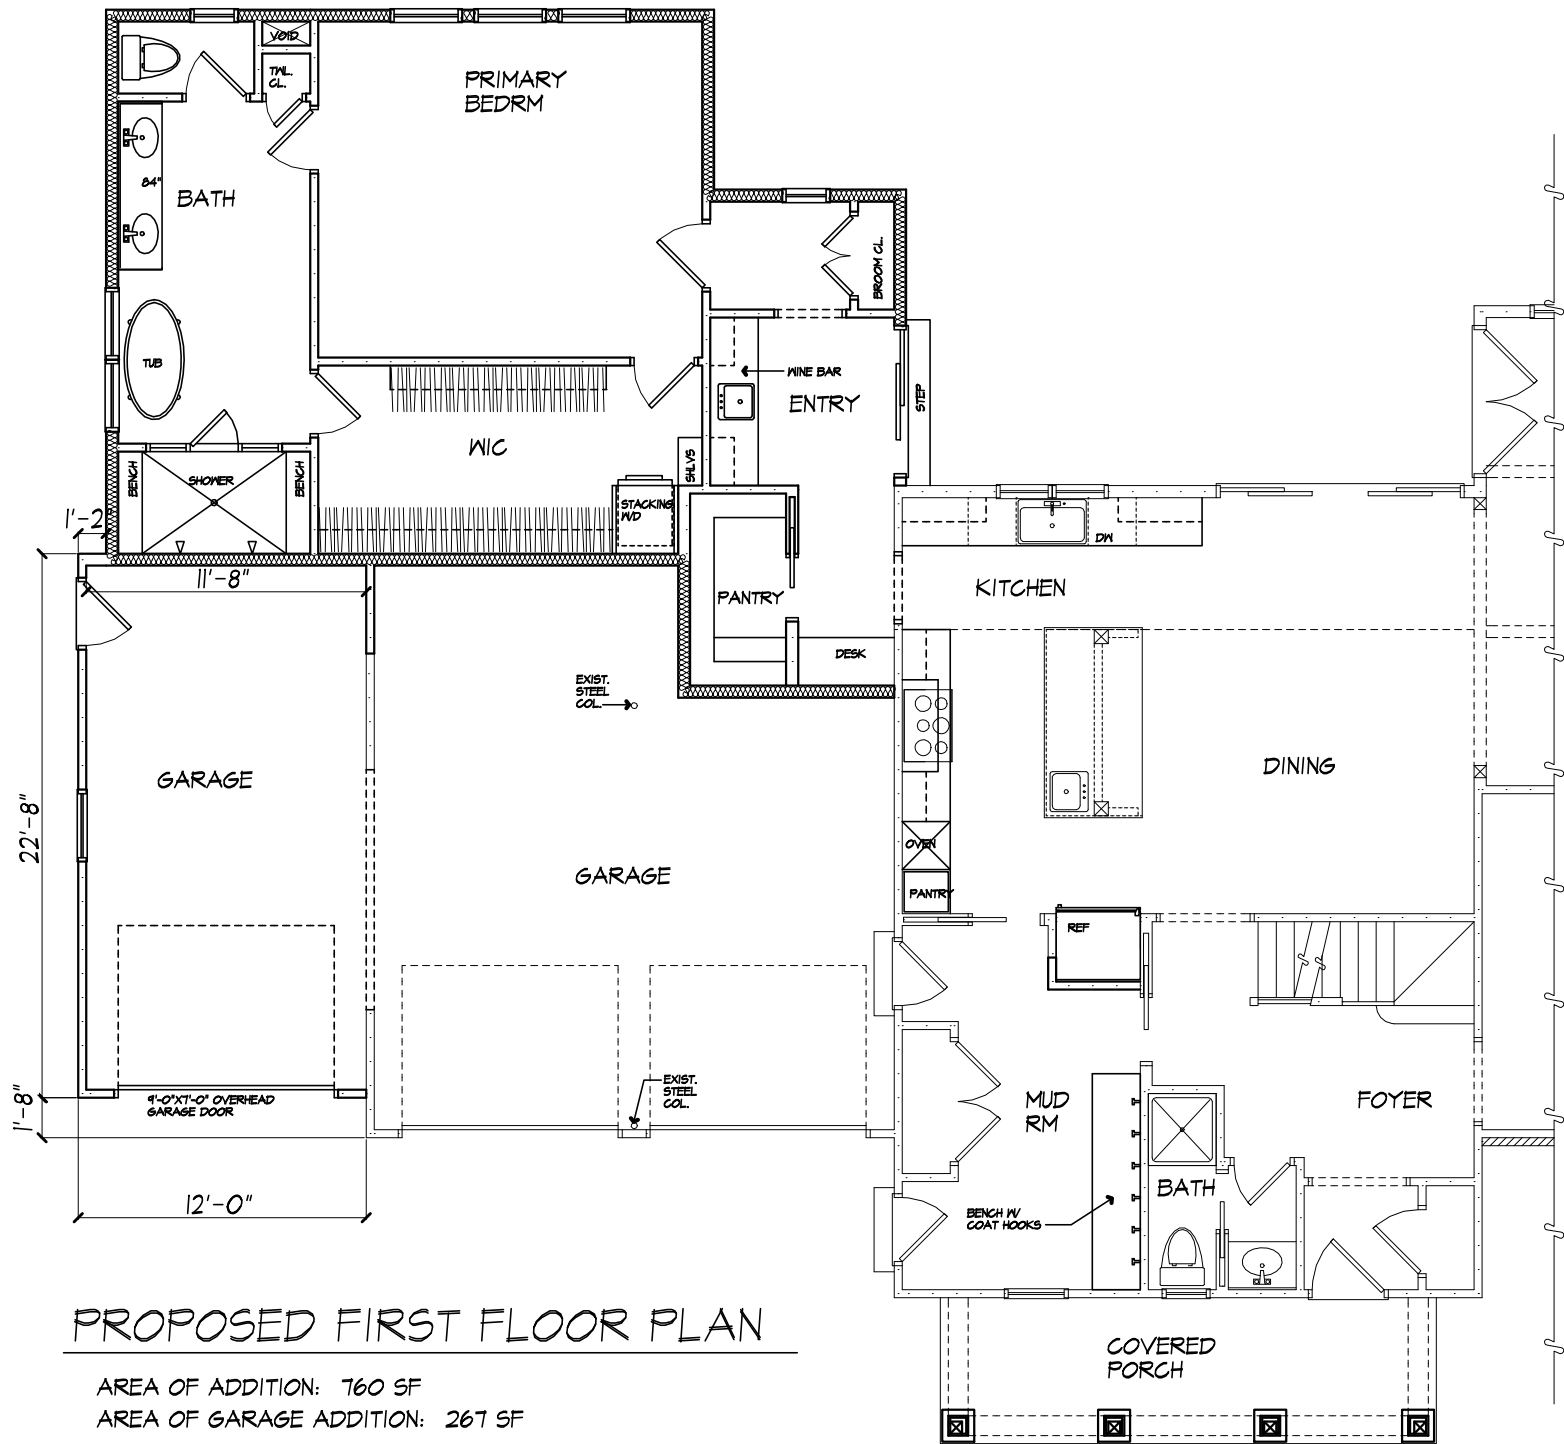 VOID
TWL.
CL.
PRIMARY
BEDRM
84"
BATH
BROOM CL.
TUB
WINE BAR
ENTRY
STEP
WIC
SHLVS
BENCH
SHOWER
BENCH
STACKING
W/D
1'-2"
DW
11'-8"
PANTRY
KITCHEN
DESK
EXIST.
STEEL
COL.
GARAGE
DINING
22'-8"
OVEN
GARAGE
PANTRY
REF
1'-8"
9'-0"X7'-0" OVERHEAD
GARAGE DOOR
EXIST.
STEEL
COL.
MUD
RM
FOYER
BATH
12'-0"
BENCH W/
COAT HOOKS
PROPOSED FIRST FLOOR PLAN
COVERED
PORCH
AREA OF ADDITION: 760 SF
AREA OF GARAGE ADDITION: 267 SF